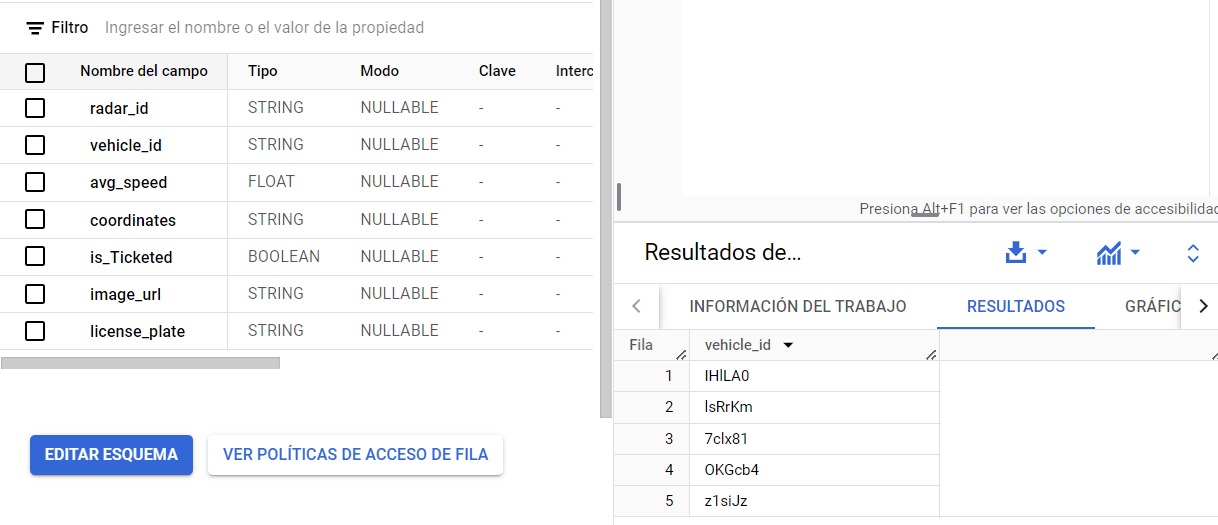 Filtro Ingresar el nombre o el valor de la propiedad
Nombre del campo Tipo Modo Clave Interc
radar_id STRING NULLABLE - -
vehicle_id STRING NULLABLE - -
avg_speed FLOAT NULLABLE - -
coordinates STRING NULLABLE - -
is_Ticketed BOOLEAN NULLABLE - -
image_url STRING NULLABLE - -
license_plate STRING NULLABLE - -
EDITAR ESQUEMA VER POLÍTICAS DE ACCESO DE FILA
Presiona Alt+F1 para ver las opciones de accesibilidad
Resultados de...
INFORMACIÓN DEL TRABAJO RESULTADOS GRÁFIC
Fila vehicle_id
1 IHlLA0
2 lsRrKm
3 7clx81
4 OKGcb4
5 z1siJz